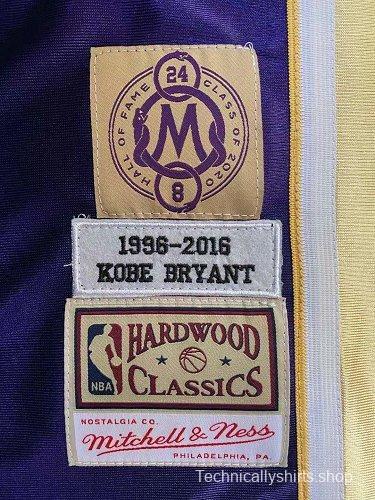 24
HALL OF FAME CLASS OF 2020
M
8
1996-2016
KOBE BRYANT
NBA
HARDWOOD
CLASSICS
NOSTALGIA CO.
Mitchell & Ness
PHILADELPHIA, PA.
Technicallyshirts.shop